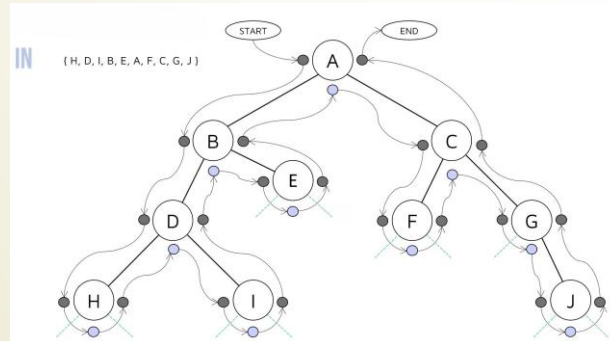 START
END
IN
{ H, D, I, B, E, A, F, C, G, J }
A
B
C
E
D
F
G
H
I
J